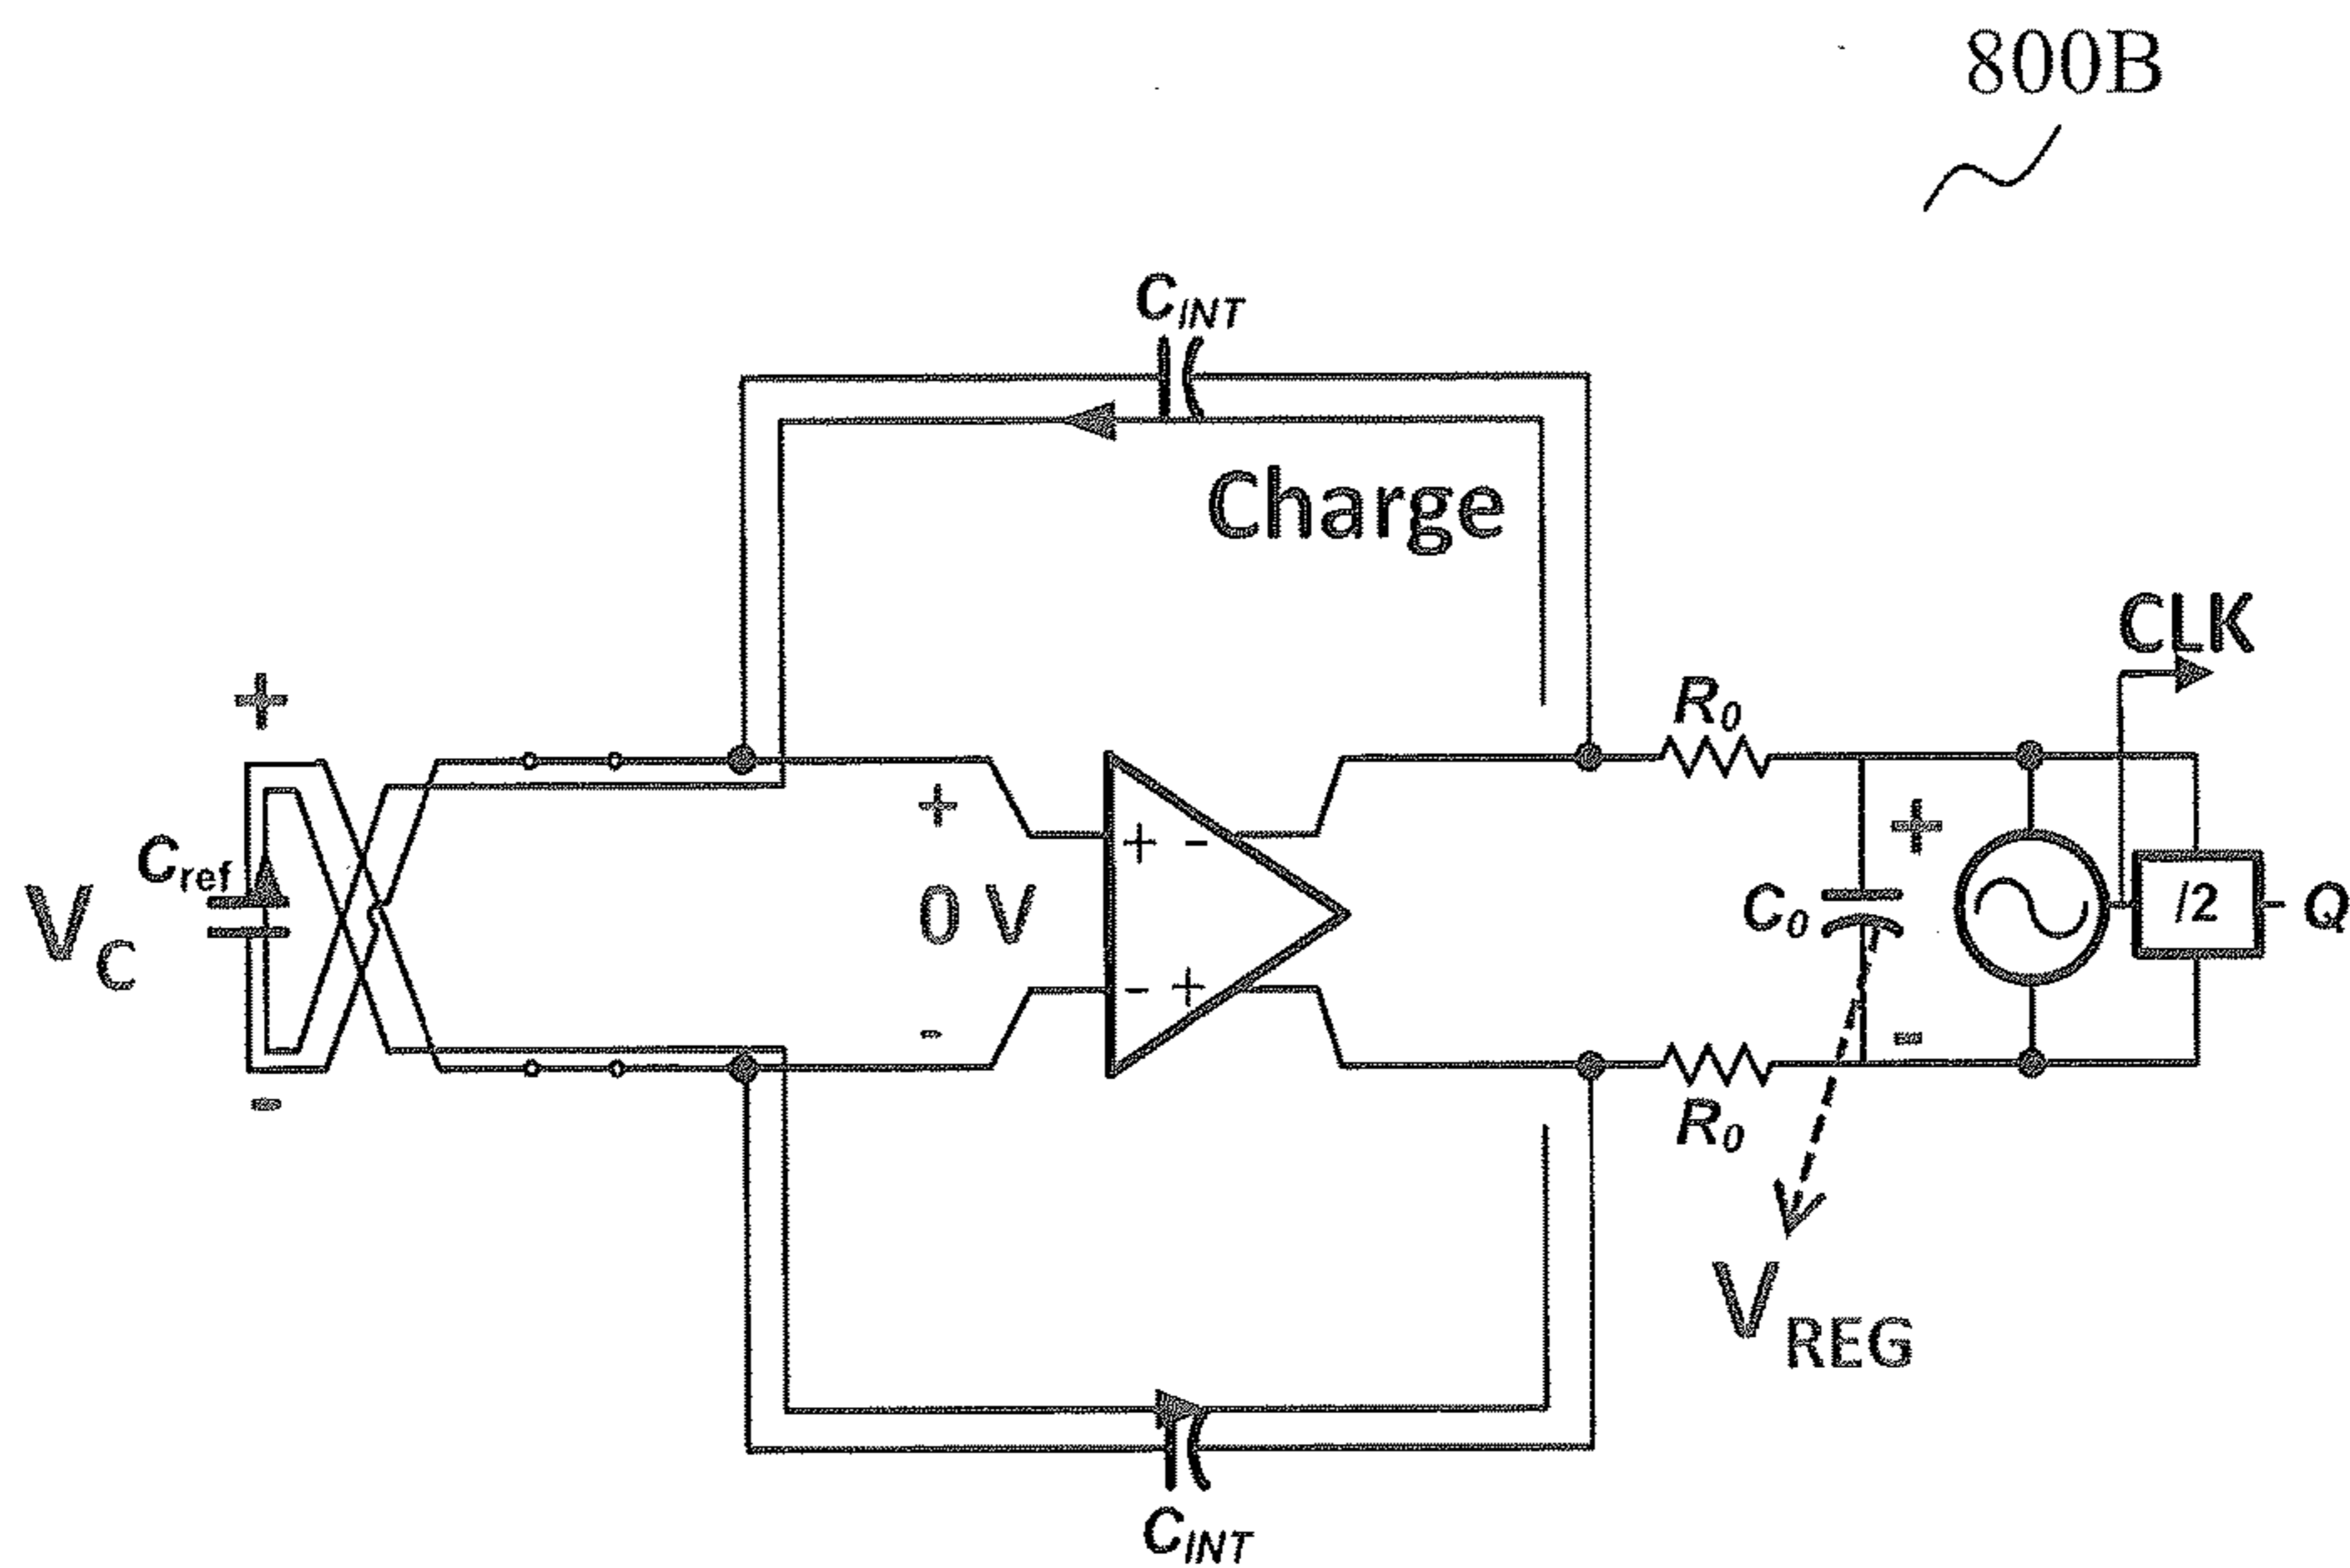 800B
C_INT
Charge
CLK
+
R_0
+
+ -
+
C_ref
V_C
0 V
C_0
/2
Q
-
- +
-
-
R_0
V_REG
C_INT